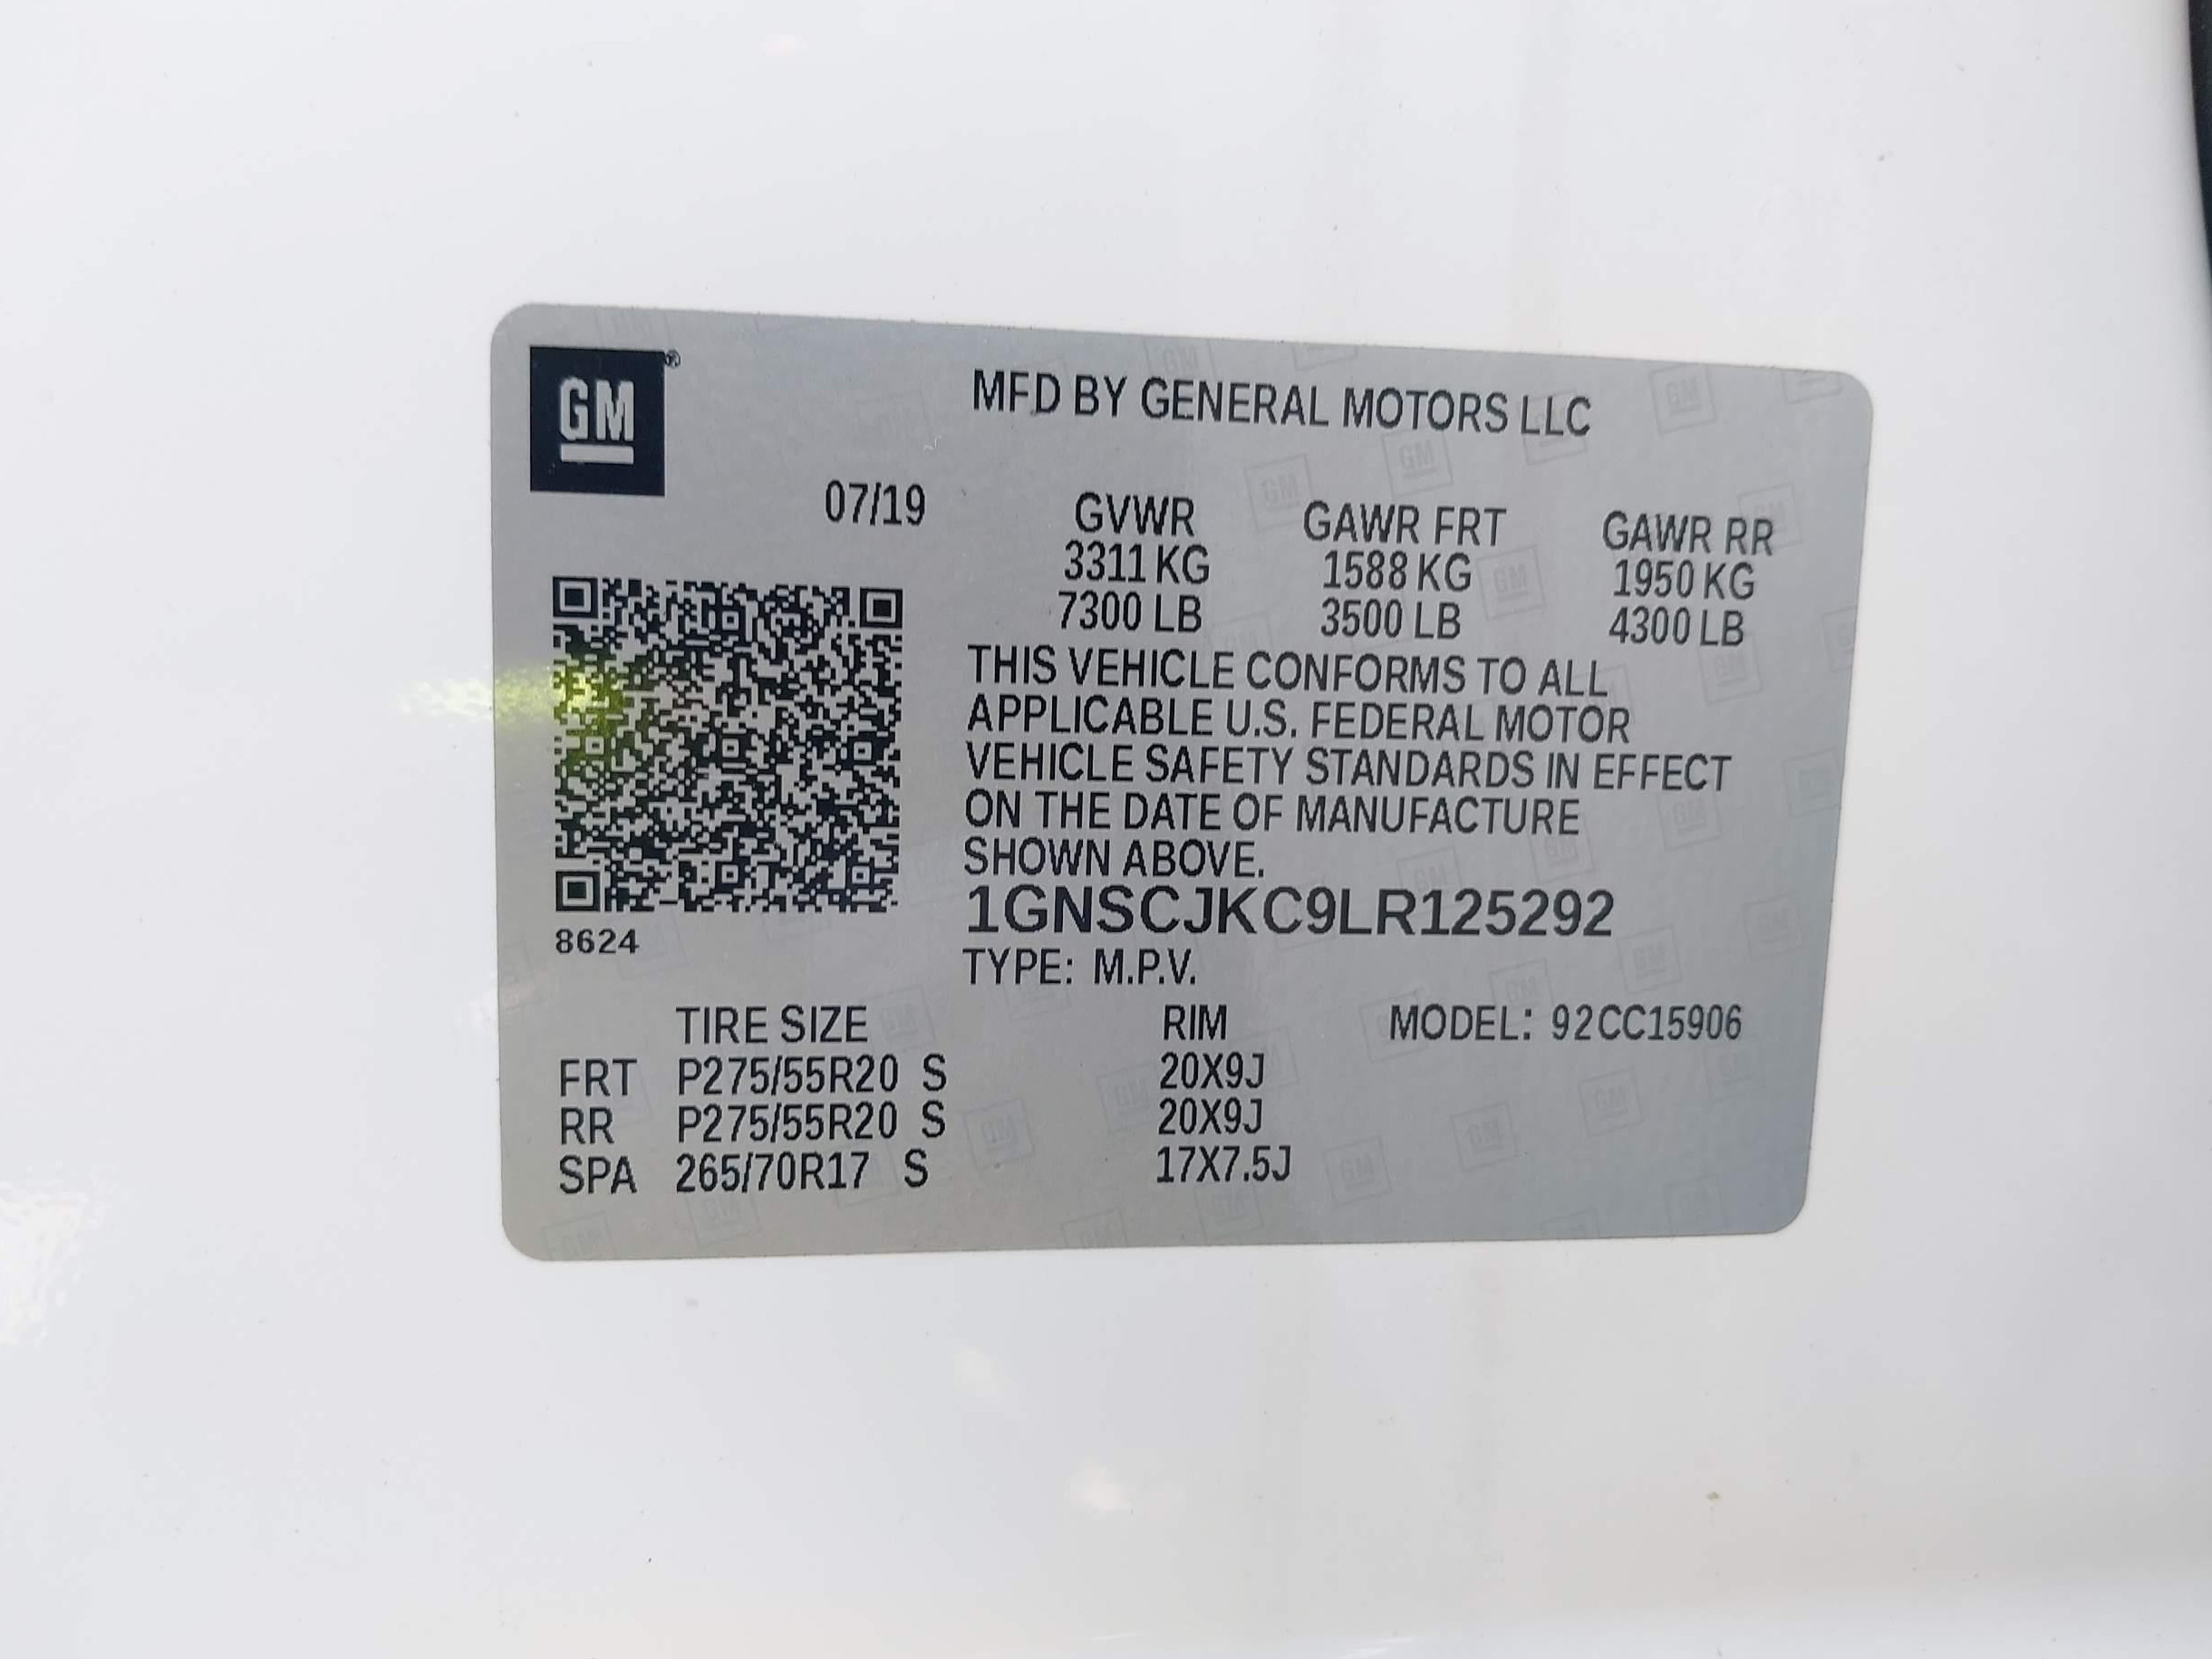 GM®
MFD BY GENERAL MOTORS LLC
07/19
GVWR GAWR FRT GAWR RR
3311 KG 1588 KG 1950 KG
7300 LB 3500 LB 4300 LB
THIS VEHICLE CONFORMS TO ALL
APPLICABLE U.S. FEDERAL MOTOR
VEHICLE SAFETY STANDARDS IN EFFECT
ON THE DATE OF MANUFACTURE
SHOWN ABOVE.
1GNSCJKC9LR125292
8624
TYPE: M.P.V.
TIRE SIZE RIM MODEL: 92CC15906
FRT P275/55R20 S 20X9J
RR P275/55R20 S 20X9J
SPA 265/70R17 S 17X7.5J